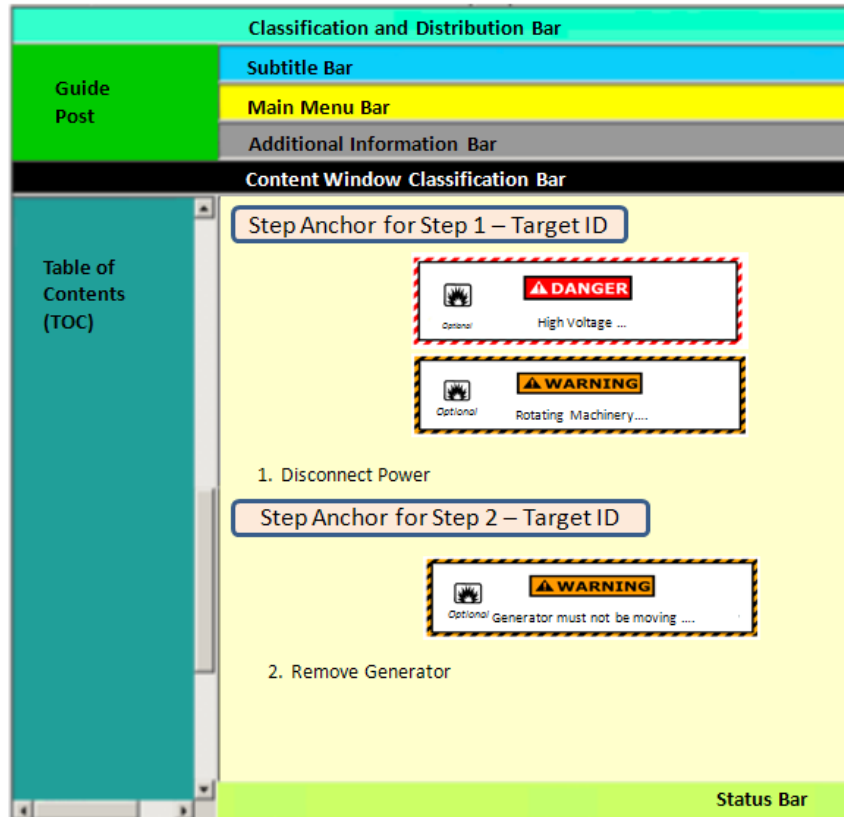 Classification and Distribution Bar
Guide
Post
Subtitle Bar
Main Menu Bar
Additional Information Bar
Content Window Classification Bar
Table of
Contents
(TOC)
Step Anchor for Step 1 – Target ID
DANGER
Optional
High Voltage ...
WARNING
Optional
Rotating Machinery....
1. Disconnect Power
Step Anchor for Step 2 – Target ID
WARNING
Optional Generator must not be moving ....
2. Remove Generator
Status Bar